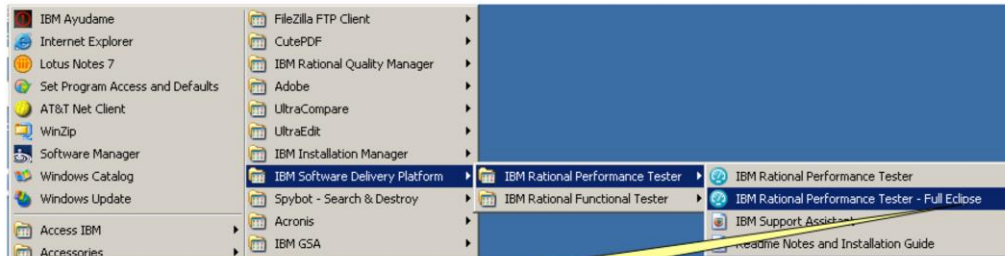 IBM Ayudame
Internet Explorer
Lotus Notes 7
Set Program Access and Defaults
AT&T Net Client
WinZip
Software Manager
Windows Catalog
Windows Update
Access IBM
Accessories
FileZilla FTP Client
CutePDF
IBM Rational Quality Manager
Adobe
UltraCompare
UltraEdit
IBM Installation Manager
IBM Software Delivery Platform
Spybot - Search & Destroy
Acronis
IBM GSA
IBM Rational Performance Tester
IBM Rational Functional Tester
IBM Rational Performance Tester
IBM Rational Performance Tester - Full Eclipse
IBM Support Assistant
Readme Notes and Installation Guide